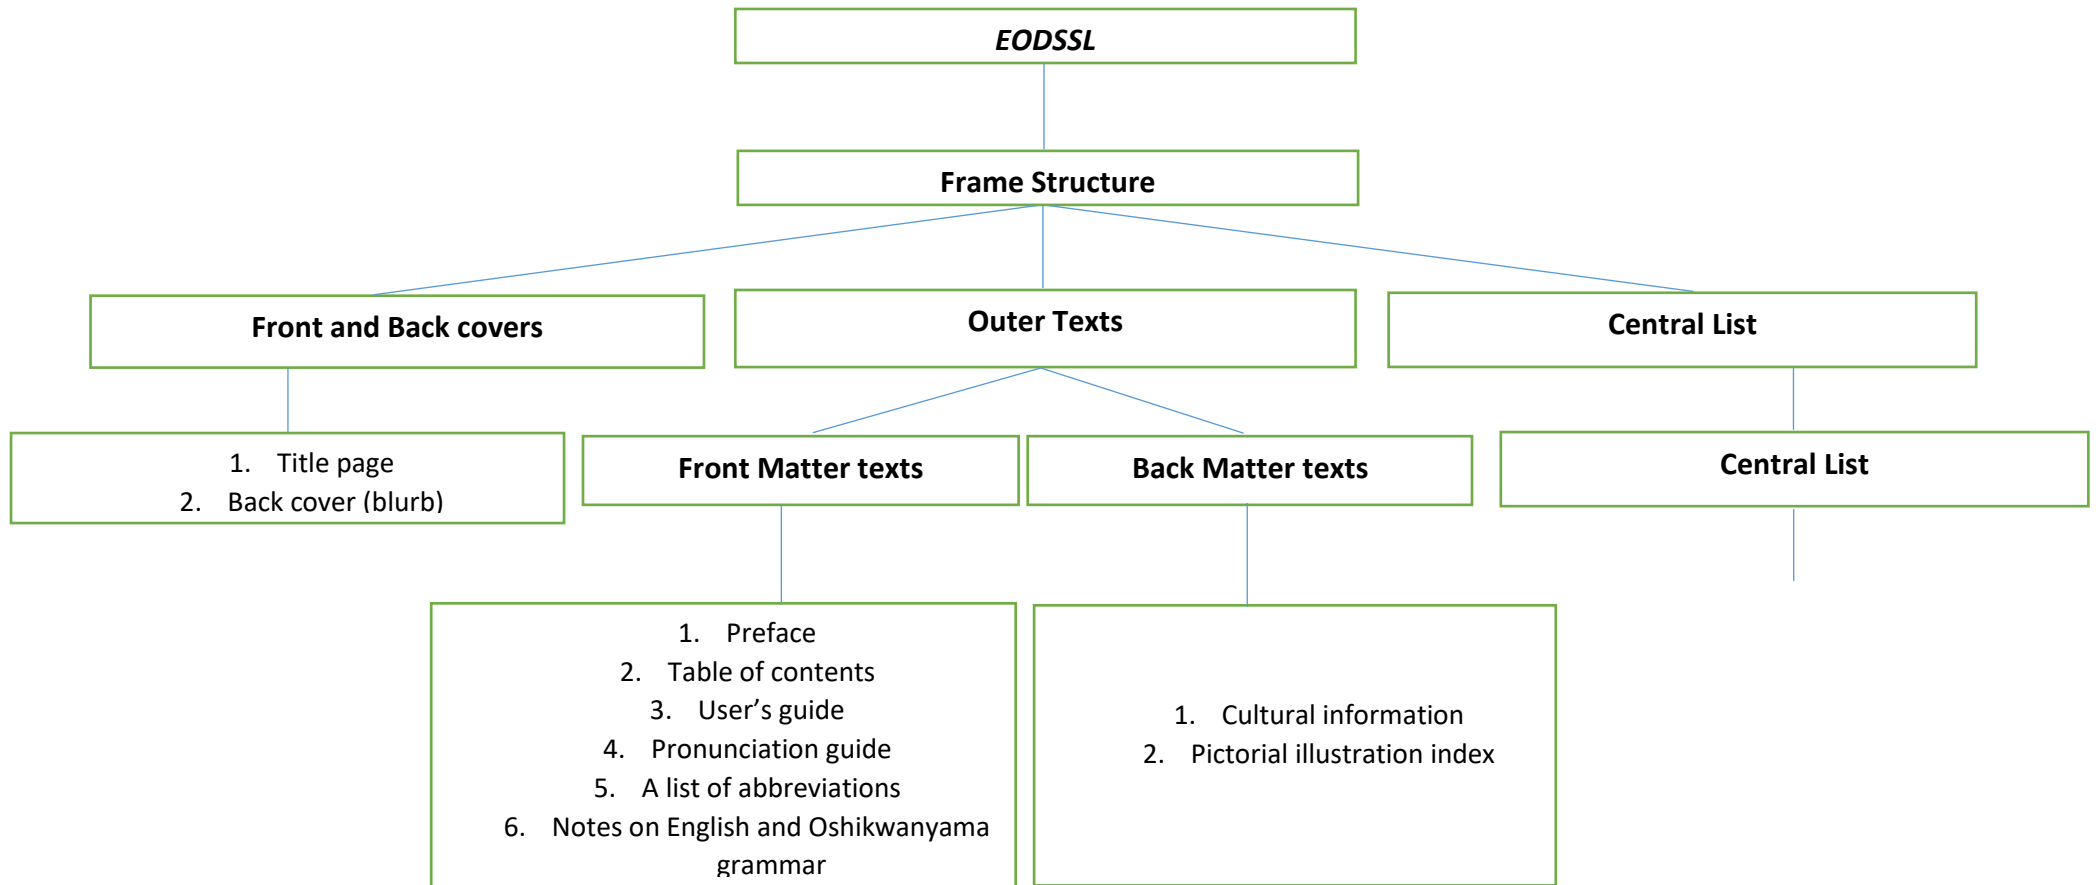 EODSSL
Frame Structure
Front and Back covers
Outer Texts
Central List
1. Title page
2. Back cover (blurb)
Front Matter texts
Back Matter texts
Central List
1. Preface
2. Table of contents
3. User’s guide
4. Pronunciation guide
5. A list of abbreviations
6. Notes on English and Oshikwanyama
grammar
1. Cultural information
2. Pictorial illustration index